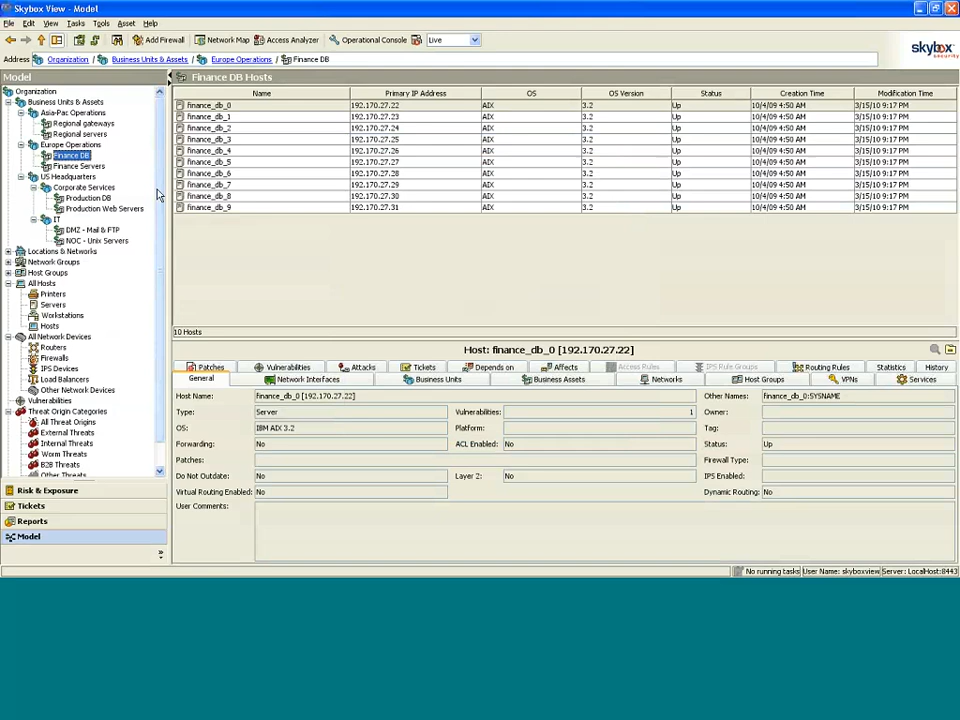 Skybox View - Model
File Edit View Tasks Tools Asset Help
Add Firewall Network Map Access Analyzer Operational Console Live
skybox security
Address Organization / Business Units & Assets / Europe Operations / Finance DB
Model
Organization
Business Units & Assets
Asia-Pac Operations
Regional gateways
Regional servers
Europe Operations
Finance DB
Finance Servers
US Headquarters
Corporate Services
Production DB
Production Web Servers
IT
DMZ - Mail & FTP
NOC - Unix Servers
Locations & Networks
Network Groups
Host Groups
All Hosts
Printers
Servers
Workstations
Hosts
All Network Devices
Routers
Firewalls
IPS Devices
Load Balancers
Other Network Devices
Vulnerabilities
Threat Origin Categories
All Threat Origins
External Threats
Internal Threats
Worm Threats
B2B Threats
Other Threats
Risk & Exposure
Tickets
Reports
Model
Finance DB Hosts
Name Primary IP Address OS OS Version Status Creation Time Modification Time
finance_db_0 192.170.27.22 AIX 3.2 Up 10/4/09 4:50 AM 3/15/10 9:17 PM
finance_db_1 192.170.27.23 AIX 3.2 Up 10/4/09 4:50 AM 3/15/10 9:17 PM
finance_db_2 192.170.27.24 AIX 3.2 Up 10/4/09 4:50 AM 3/15/10 9:17 PM
finance_db_3 192.170.27.25 AIX 3.2 Up 10/4/09 4:50 AM 3/15/10 9:17 PM
finance_db_4 192.170.27.26 AIX 3.2 Up 10/4/09 4:50 AM 3/15/10 9:17 PM
finance_db_5 192.170.27.27 AIX 3.2 Up 10/4/09 4:50 AM 3/15/10 9:17 PM
finance_db_6 192.170.27.28 AIX 3.2 Up 10/4/09 4:50 AM 3/15/10 9:17 PM
finance_db_7 192.170.27.29 AIX 3.2 Up 10/4/09 4:50 AM 3/15/10 9:17 PM
finance_db_8 192.170.27.30 AIX 3.2 Up 10/4/09 4:50 AM 3/15/10 9:17 PM
finance_db_9 192.170.27.31 AIX 3.2 Up 10/4/09 4:50 AM 3/15/10 9:17 PM
10 Hosts
Host: finance_db_0 [192.170.27.22]
Patches Vulnerabilities Attacks Tickets Depends on Affects Access Rules IPS Rule Groups Routing Rules Statistics History
General Network Interfaces Business Units Business Assets Networks Host Groups VPNs Services
Host Name: finance_db_0 [192.170.27.22] Other Names: finance_db_0:SYSNAME
Type: Server Vulnerabilities: 1 Owner:
OS: IBM AIX 3.2 Platform: Tag:
Forwarding: No ACL Enabled: No Status: Up
Patches: Firewall Type:
Do Not Outdate: No Layer 2: No IPS Enabled:
Virtual Routing Enabled: No Dynamic Routing: No
User Comments:
No running tasks User Name: skyboxview Server: LocalHost:8443